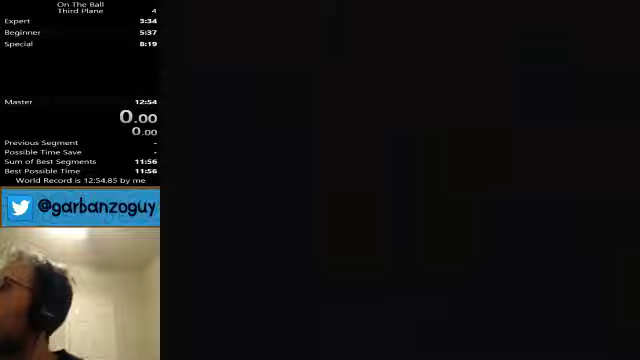 On The Ball
Third Plane 4
Expert 3:34
Beginner 5:37
Special 8:19
Master 12:54
0.00
0.00
Previous Segment -
Possible Time Save -
Sum of Best Segments 11:56
Best Possible Time 11:56
World Record is 12:54.85 by me
@garbanzoguy